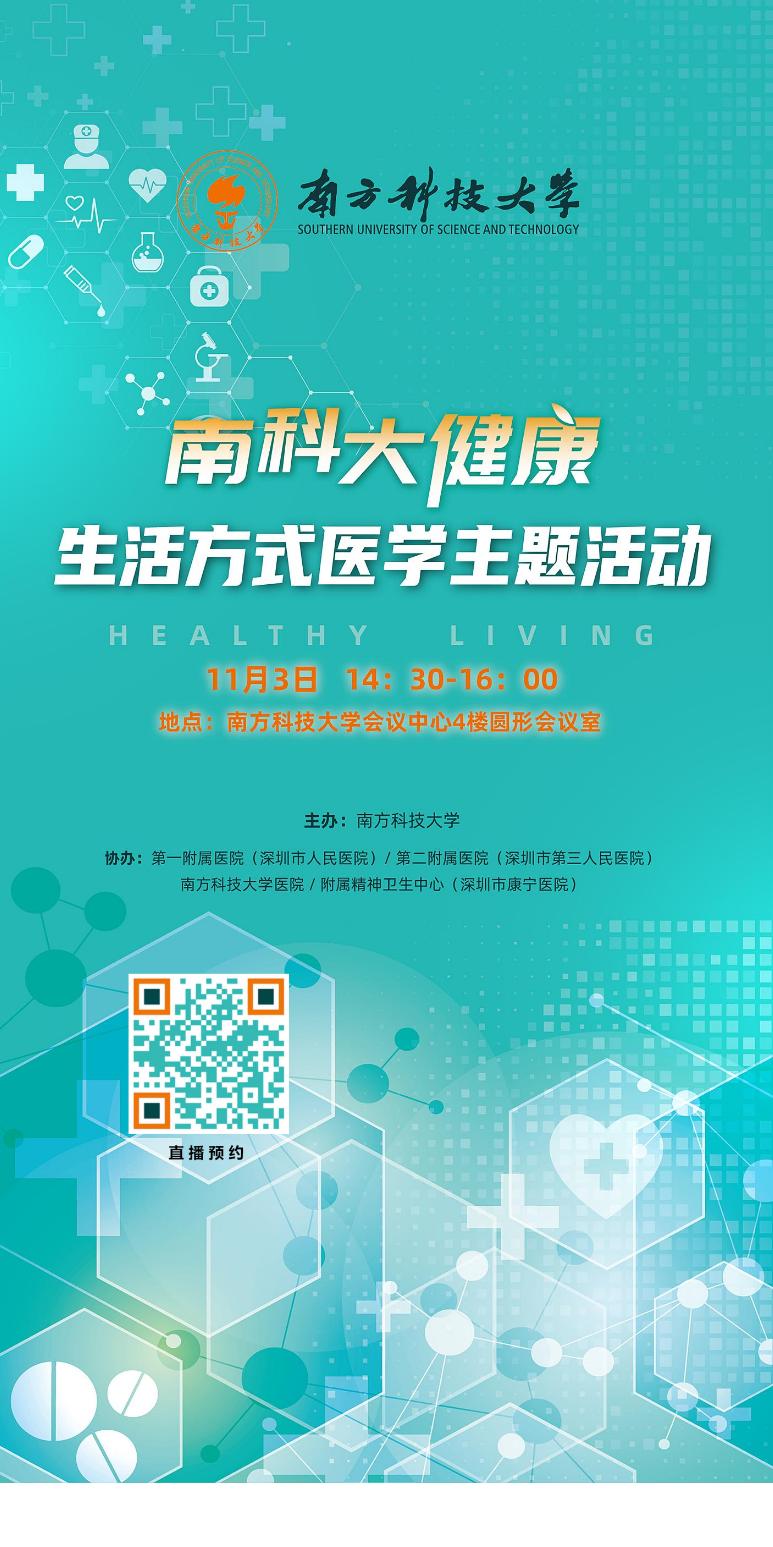 南方科技大学
SOUTHERN UNIVERSITY OF SCIENCE AND TECHNOLOGY
南科大健康
生活方式医学主题活动
HEALTHY LIVING
11月3日 14：30-16：00
地点：南方科技大学会议中心4楼圆形会议室
主办：南方科技大学
协办：第一附属医院（深圳市人民医院）/ 第二附属医院（深圳市第三人民医院）
南方科技大学医院 / 附属精神卫生中心（深圳市康宁医院）
直播预约